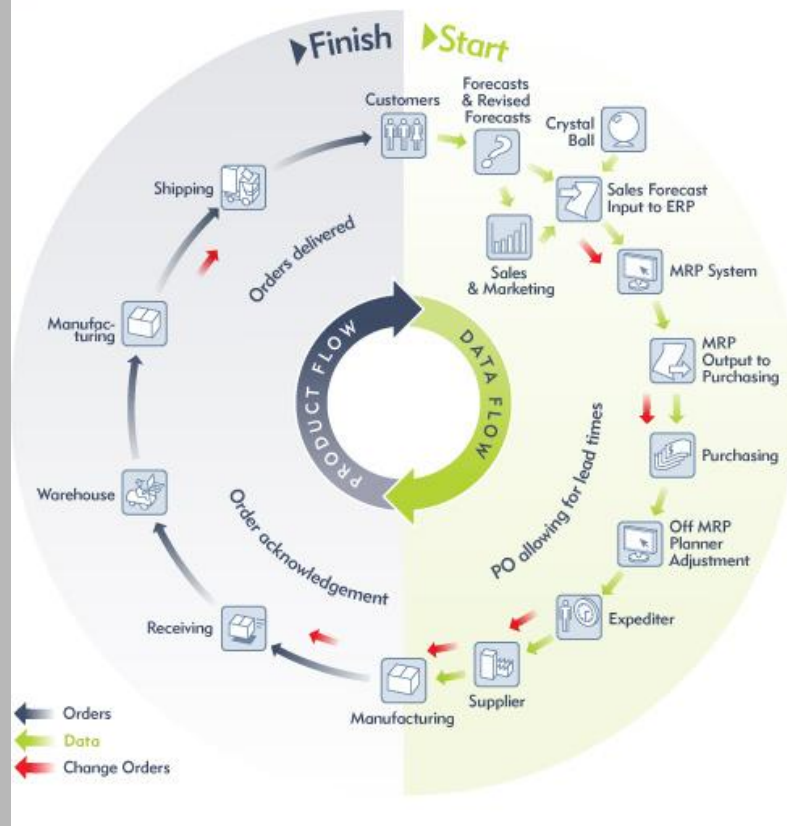 Finish
Start
Customers
Forecasts
& Revised
Forecasts
Crystal
Ball
Sales Forecast
Input to ERP
Sales
& Marketing
MRP System
MRP
Output to
Purchasing
Purchasing
Off MRP
Planner
Adjustment
Expediter
Supplier
Manufacturing
Receiving
Warehouse
Manufac-
turing
Shipping
Orders delivered
Order acknowledgement
PO allowing for lead times
PRODUCT FLOW
DATA FLOW
Orders
Data
Change Orders